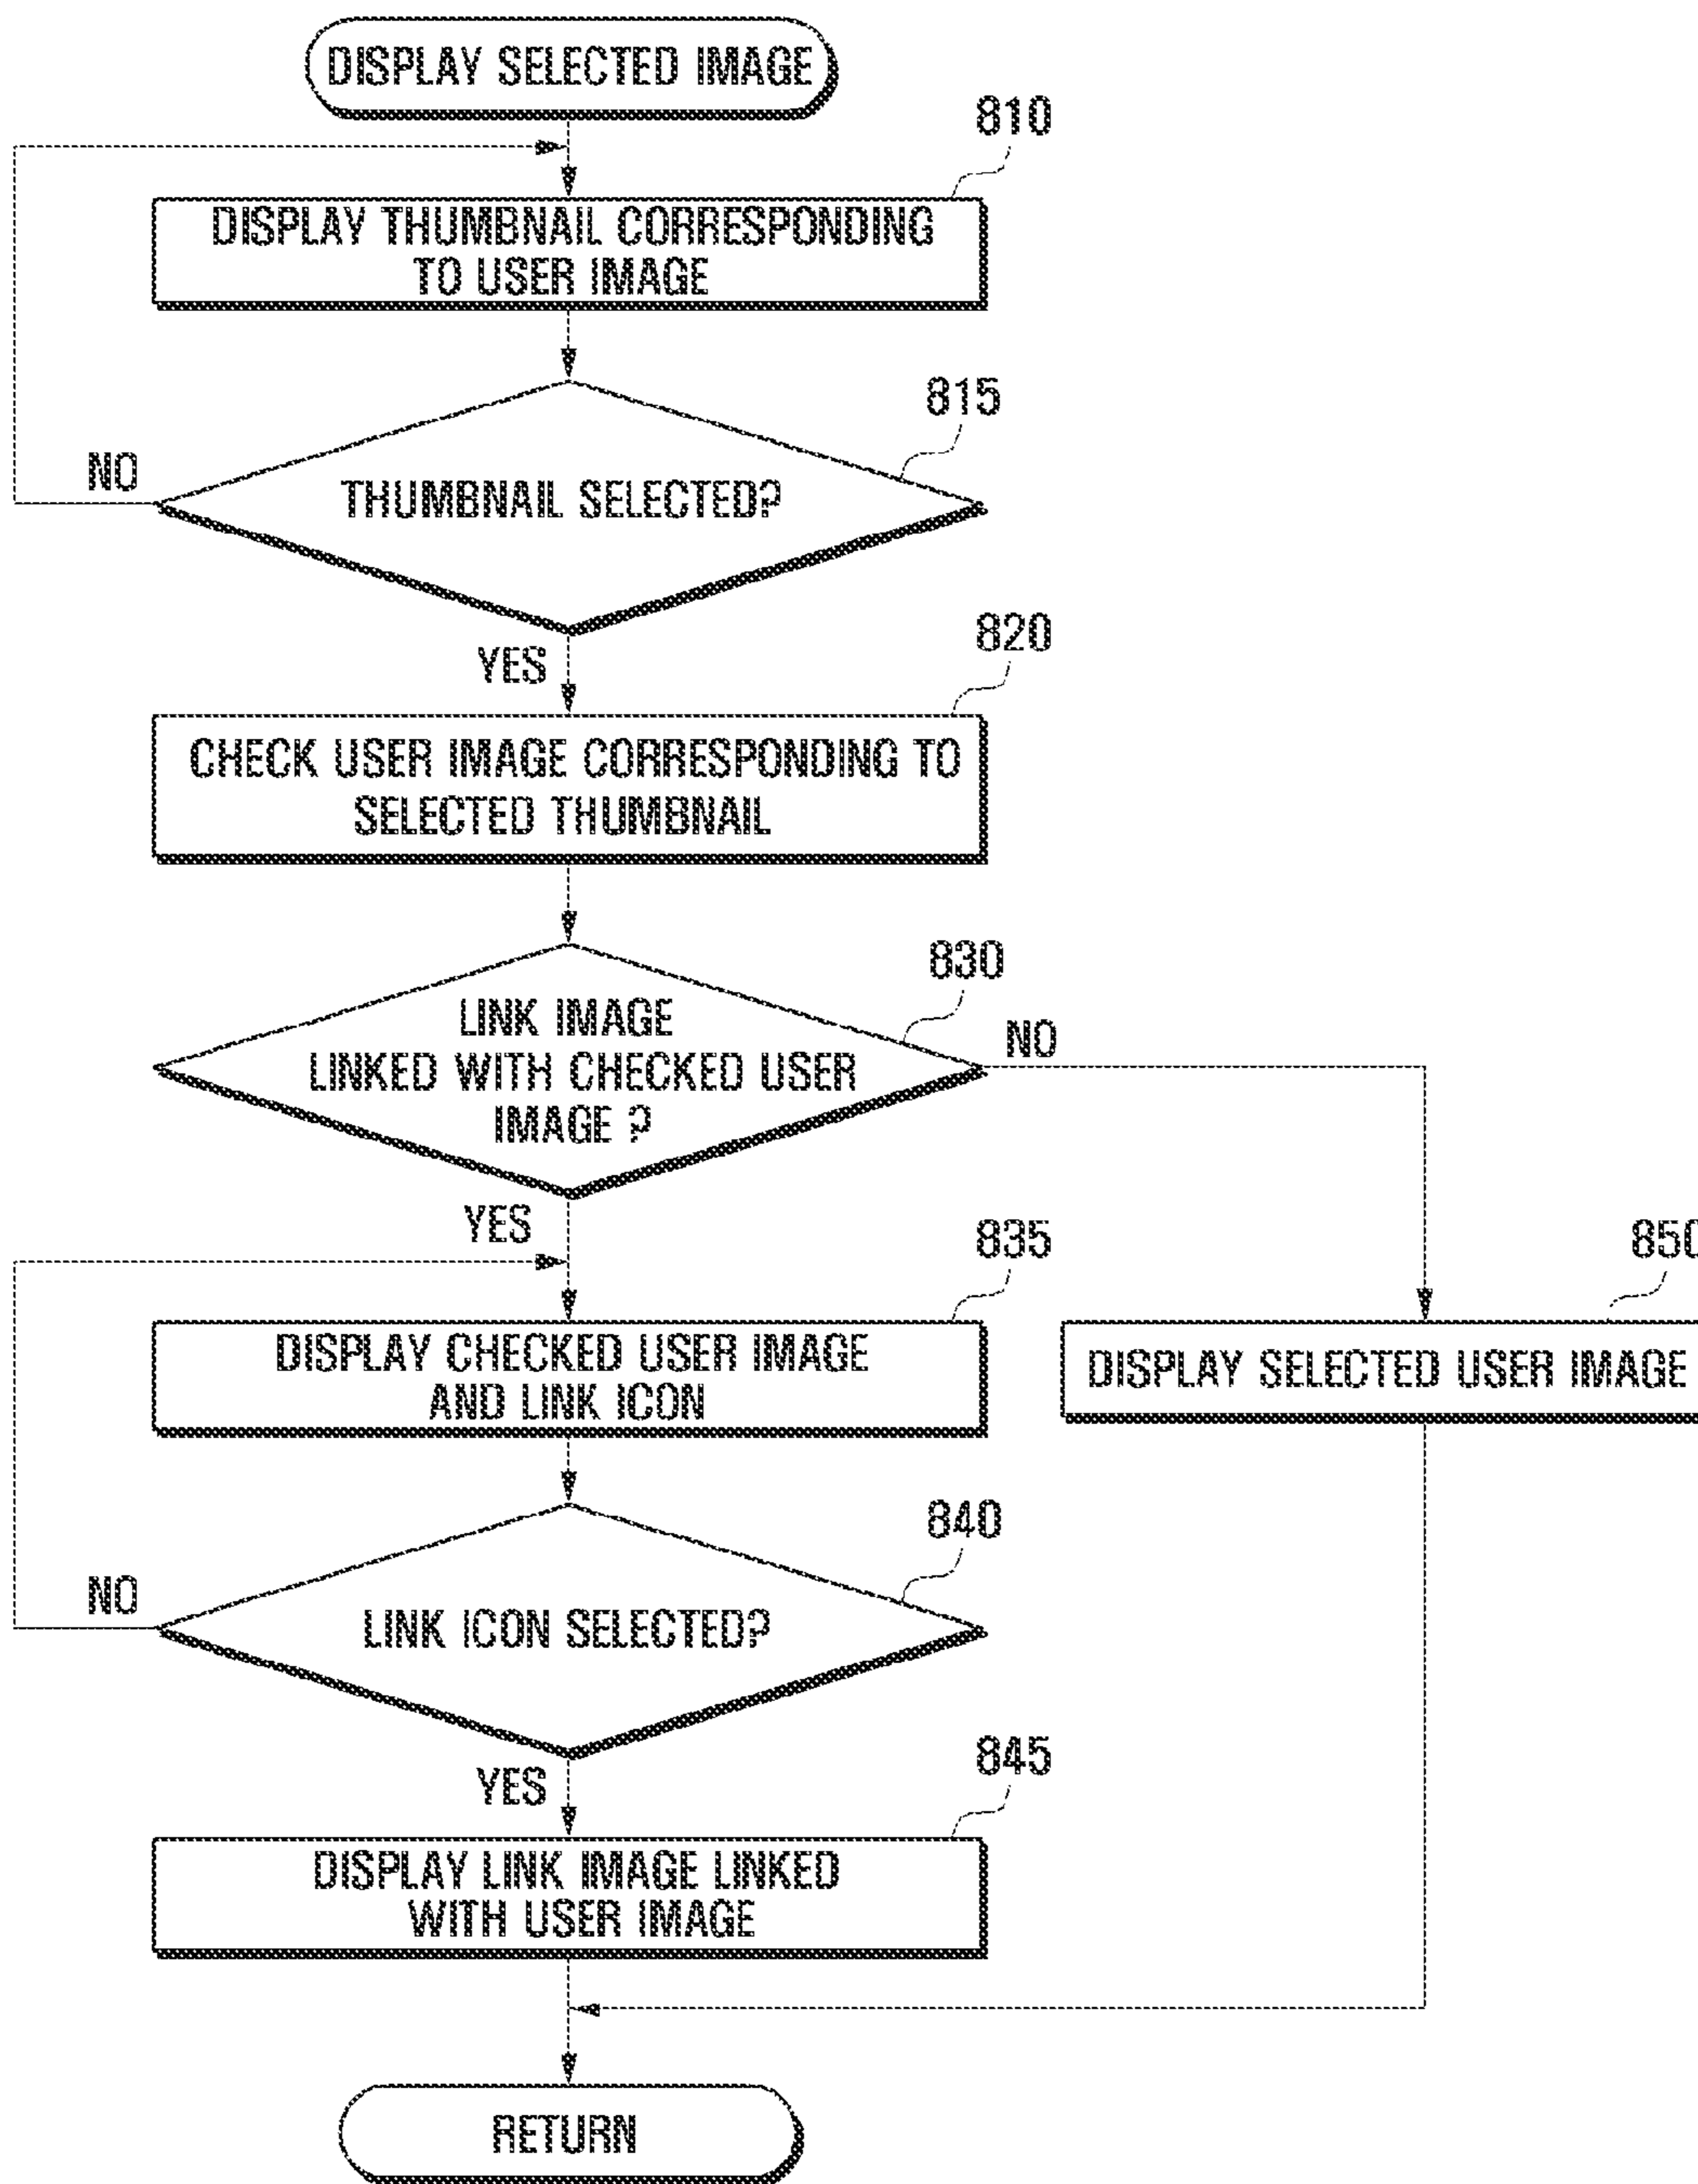 DISPLAY SELECTED IMAGE
810
DISPLAY THUMBNAIL CORRESPONDING
TO USER IMAGE
815
NO
THUMBNAIL SELECTED?
YES
820
CHECK USER IMAGE CORRESPONDING TO
SELECTED THUMBNAIL
830
LINK IMAGE
LINKED WITH CHECKED USER
IMAGE ?
NO
YES
835
850
DISPLAY CHECKED USER IMAGE
AND LINK ICON
DISPLAY SELECTED USER IMAGE
840
NO
LINK ICON SELECTED?
YES
845
DISPLAY LINK IMAGE LINKED
WITH USER IMAGE
RETURN